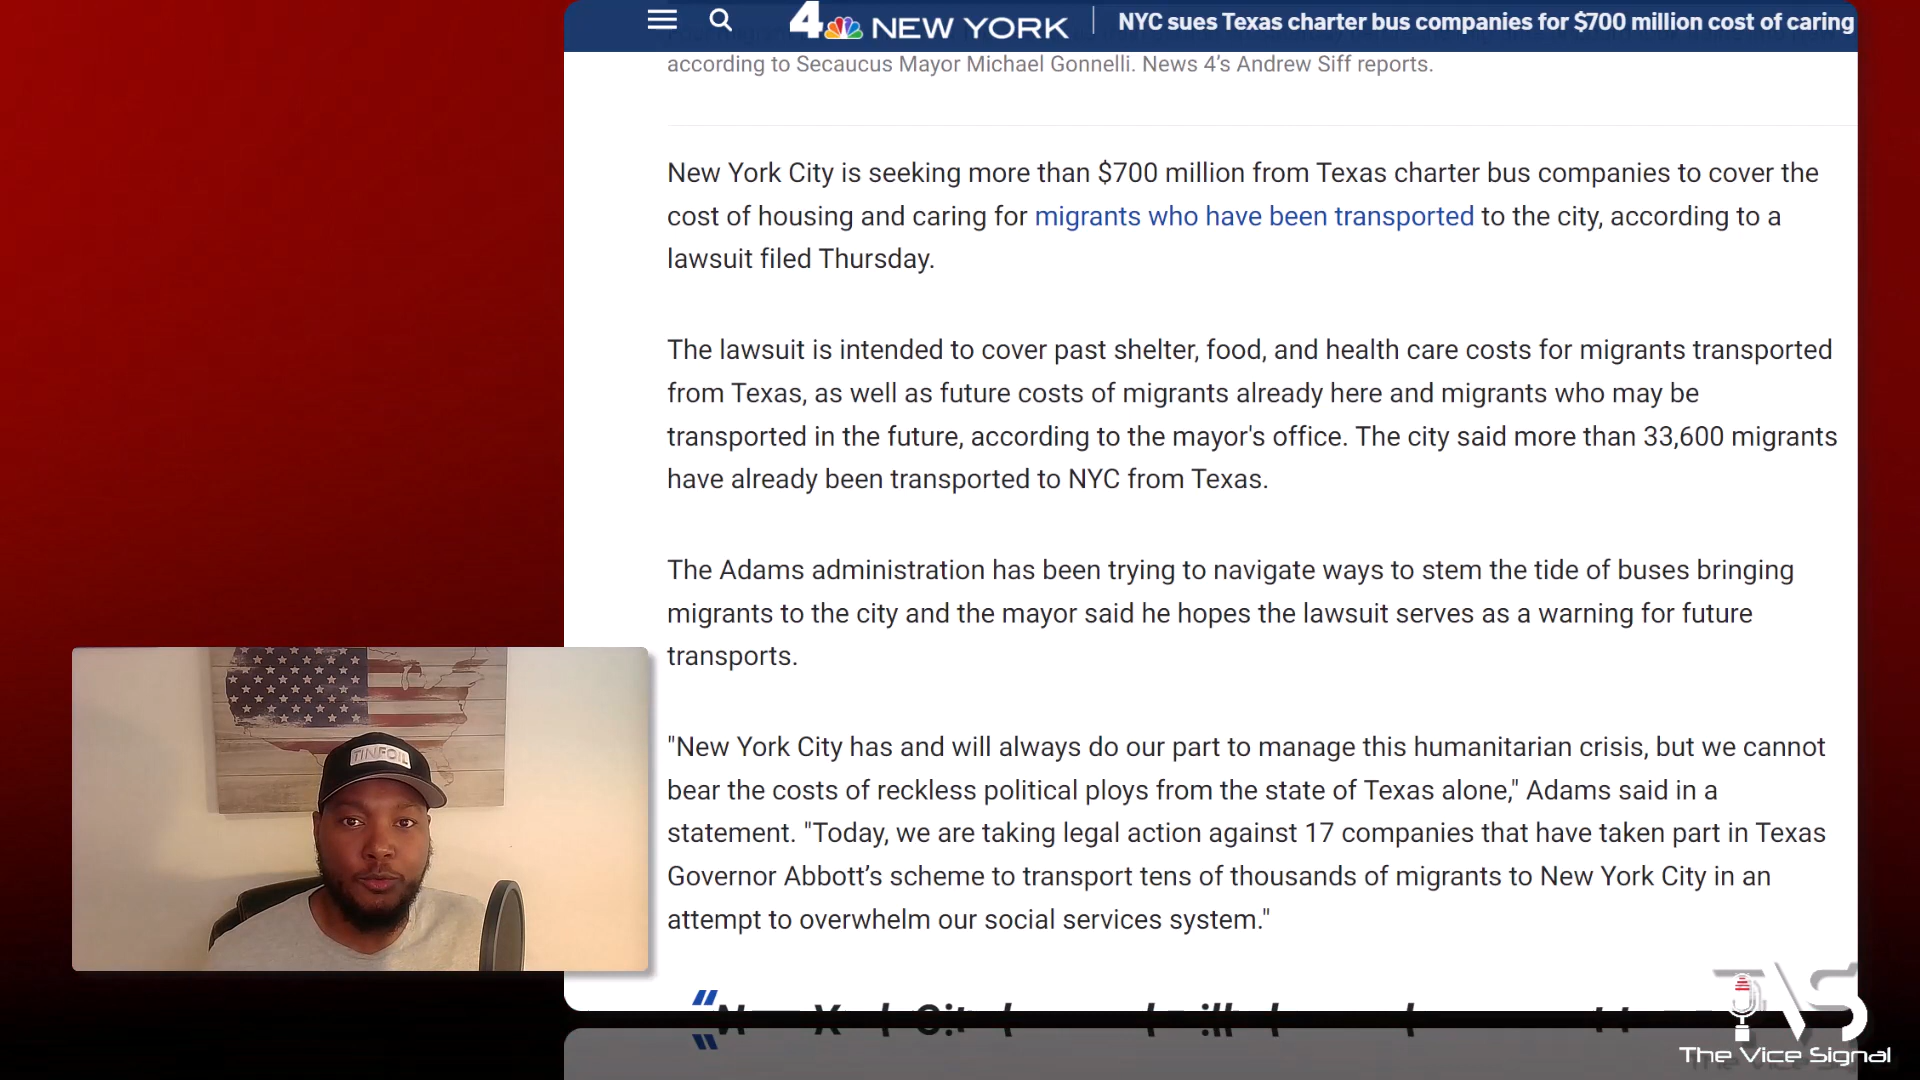 4 NEW YORK
NYC sues Texas charter bus companies for $700 million cost of caring
according to Secaucus Mayor Michael Gonnelli. News 4’s Andrew Siff reports.
New York City is seeking more than $700 million from Texas charter bus companies to cover the
cost of housing and caring for migrants who have been transported to the city, according to a
lawsuit filed Thursday.
The lawsuit is intended to cover past shelter, food, and health care costs for migrants transported
from Texas, as well as future costs of migrants already here and migrants who may be
transported in the future, according to the mayor's office. The city said more than 33,600 migrants
have already been transported to NYC from Texas.
The Adams administration has been trying to navigate ways to stem the tide of buses bringing
migrants to the city and the mayor said he hopes the lawsuit serves as a warning for future
transports.
"New York City has and will always do our part to manage this humanitarian crisis, but we cannot
bear the costs of reckless political ploys from the state of Texas alone," Adams said in a
statement. "Today, we are taking legal action against 17 companies that have taken part in Texas
Governor Abbott’s scheme to transport tens of thousands of migrants to New York City in an
attempt to overwhelm our social services system."
TINFOIL
TVS
The Vice Signal